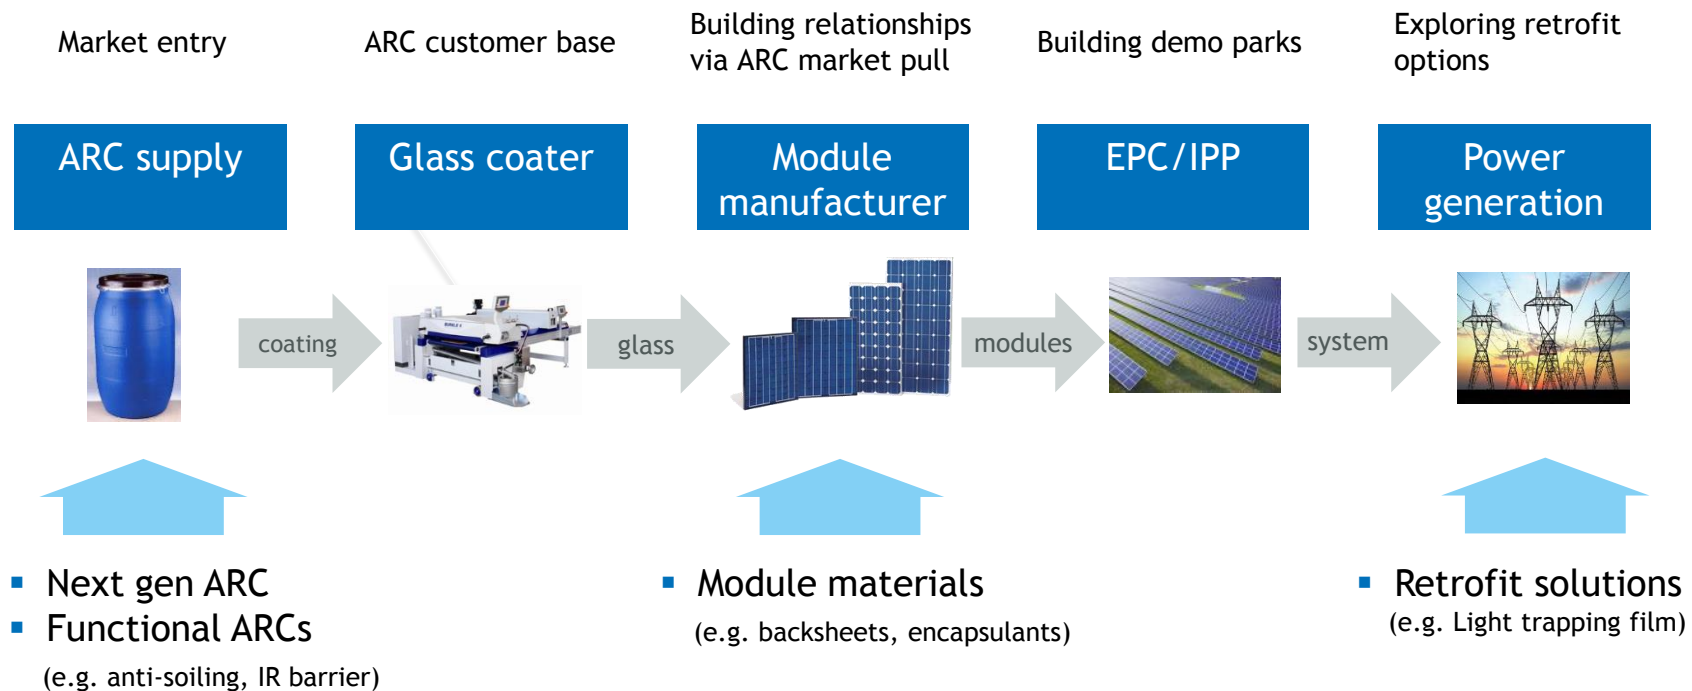 Market entry
ARC customer base
Building relationships
via ARC market pull
Building demo parks
Exploring retrofit
options
ARC supply
Glass coater
Module
manufacturer
EPC/IPP
Power
generation
coating
glass
modules
system
▪ Next gen ARC
▪ Functional ARCs
(e.g. anti-soiling, IR barrier)
▪ Module materials
(e.g. backsheets, encapsulants)
▪ Retrofit solutions
(e.g. Light trapping film)